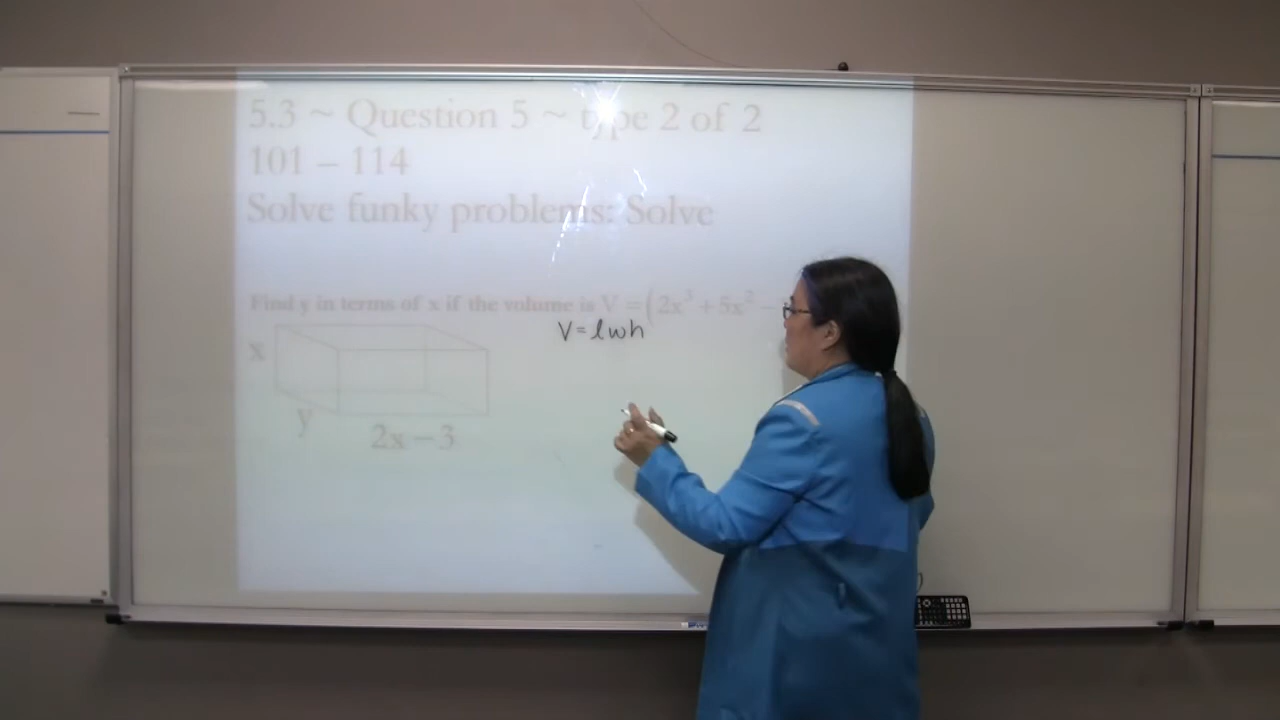 5.3 ~ Question 5 ~ type 2 of 2
101 – 114
Solve funky problems: Solve
Find y in terms of x if the volume is V = (2x³ + 5x² −
V = lwh
x
y
2x − 3